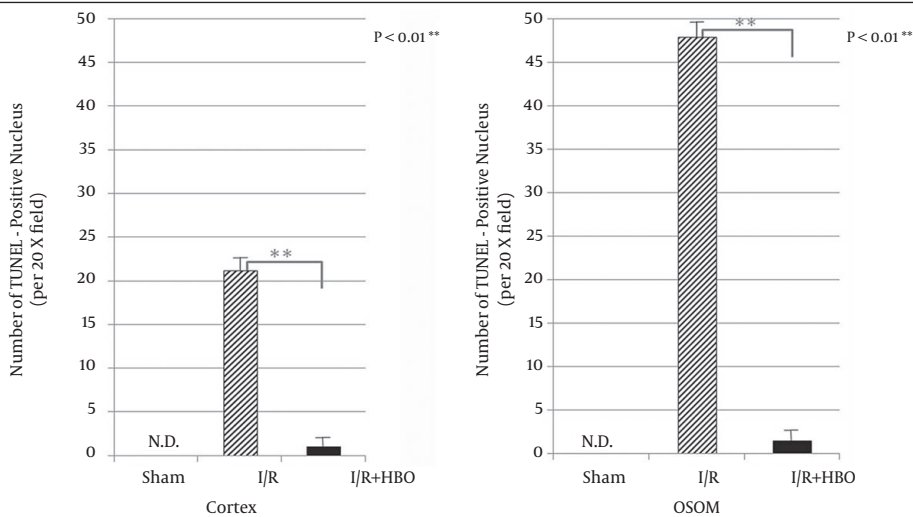 50
45
40
35
30
25
20
15
10
5
0
Number of TUNEL - Positive Nucleus
(per 20 X field)
P < 0.01 **
**
N.D.
Sham I/R I/R+HBO
Cortex
50
45
40
35
30
25
20
15
10
5
0
Number of TUNEL - Positive Nucleus
(per 20 X field)
P < 0.01 **
**
N.D.
Sham I/R I/R+HBO
OSOM